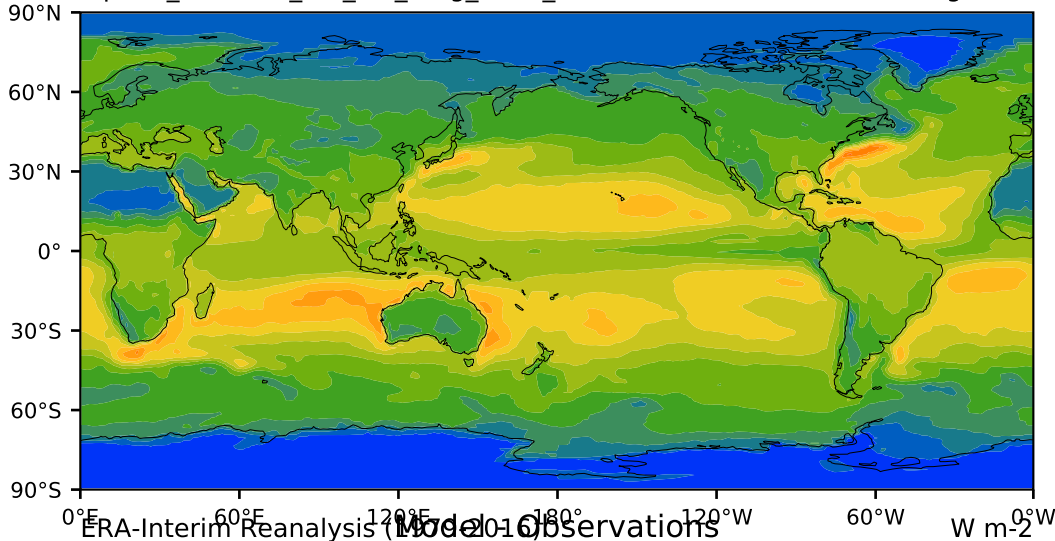 90°N
60°N
30°N
0°
30°S
60°S
90°S
0°E 60°E 120°E 180° 120°W 60°W 0°W
ERA-Interim Reanalysis (1979-2016) Model - Observations W m-2